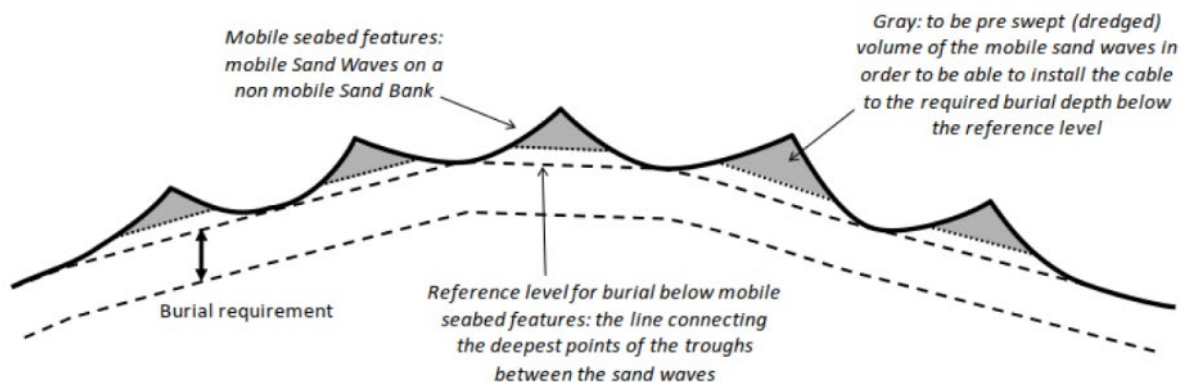 Mobile seabed features:
mobile Sand Waves on a
non mobile Sand Bank
Gray: to be pre swept (dredged)
volume of the mobile sand waves in
order to be able to install the cable
to the required burial depth below
the reference level
Burial requirement
Reference level for burial below mobile
seabed features: the line connecting
the deepest points of the troughs
between the sand waves